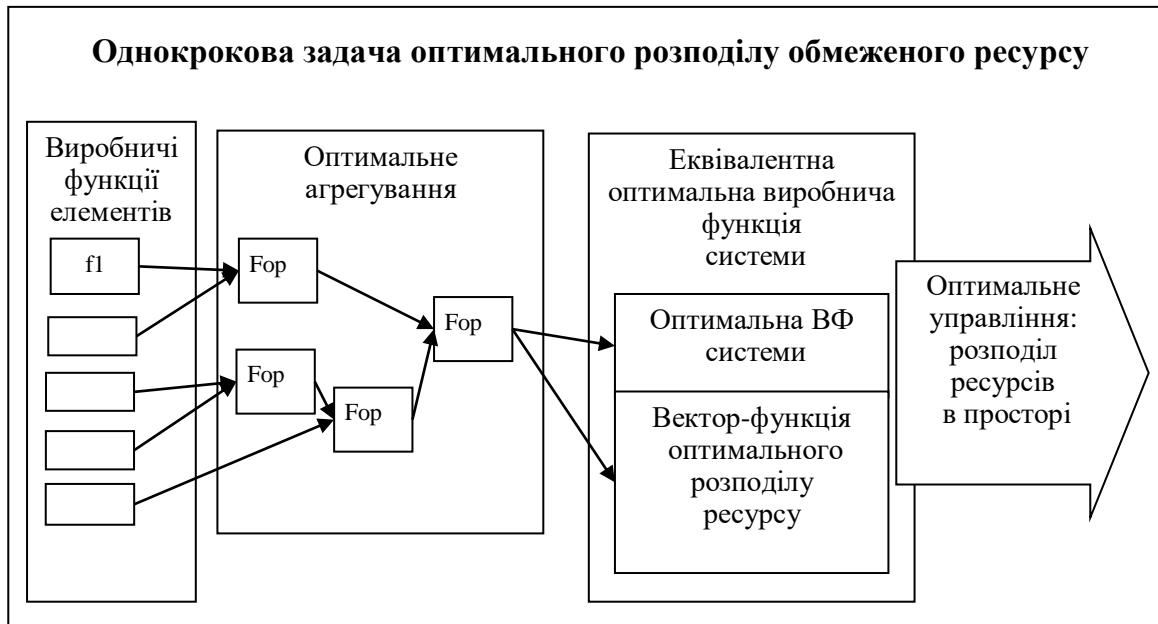 Однокрокова задача оптимального розподілу обмеженого ресурсу
Виробничі
функції
елементів
f1
Оптимальне
агрегування
Fop
Fop
Fop
Fop
Еквівалентна
оптимальна виробнича
функція
системи
Оптимальна ВФ
системи
Вектор-функція
оптимального
розподілу
ресурсу
Оптимальне
управління:
розподіл
ресурсів
в просторі